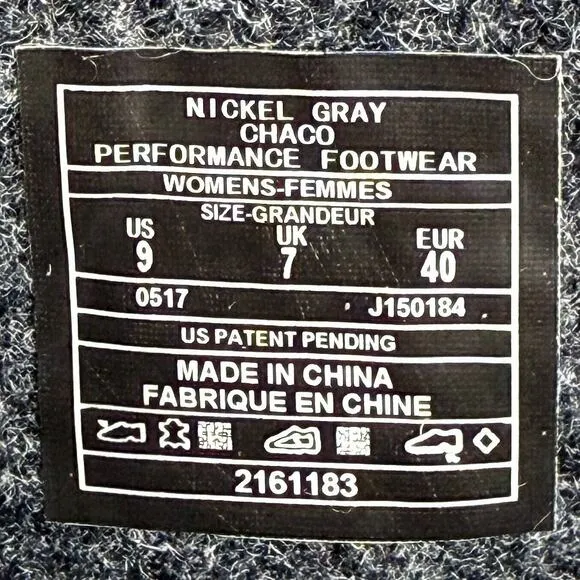 NICKEL GRAY
CHACO
PERFORMANCE FOOTWEAR
WOMENS-FEMMES
SIZE-GRANDEUR
US UK EUR
9 7 40
0517 J150184
US PATENT PENDING
MADE IN CHINA
FABRIQUE EN CHINE
2161183